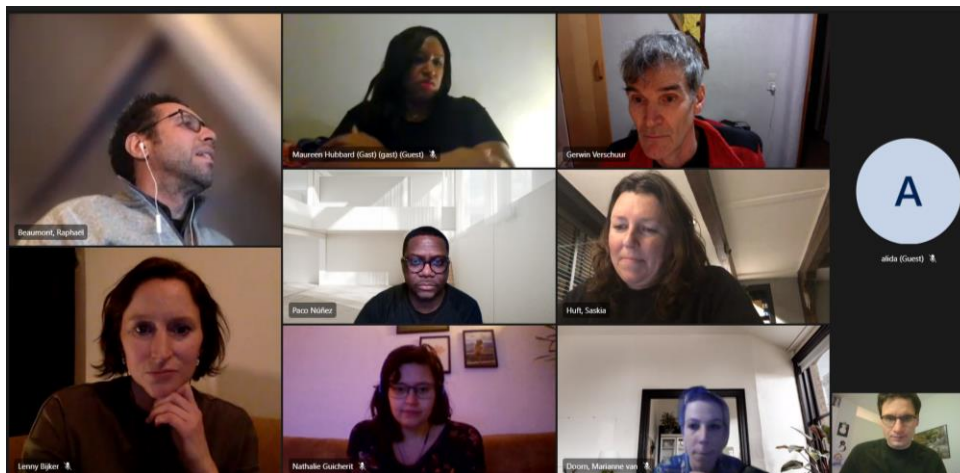 Beaumont, Raphaël
Maureen Hubbard (Gast) (gast) (Guest)
Gerwin Verschuur
Paco Núñez
Huft, Saskia
A
alida (Guest)
Lenny Bijker
Nathalie Guicherit
Doorn, Marianne van